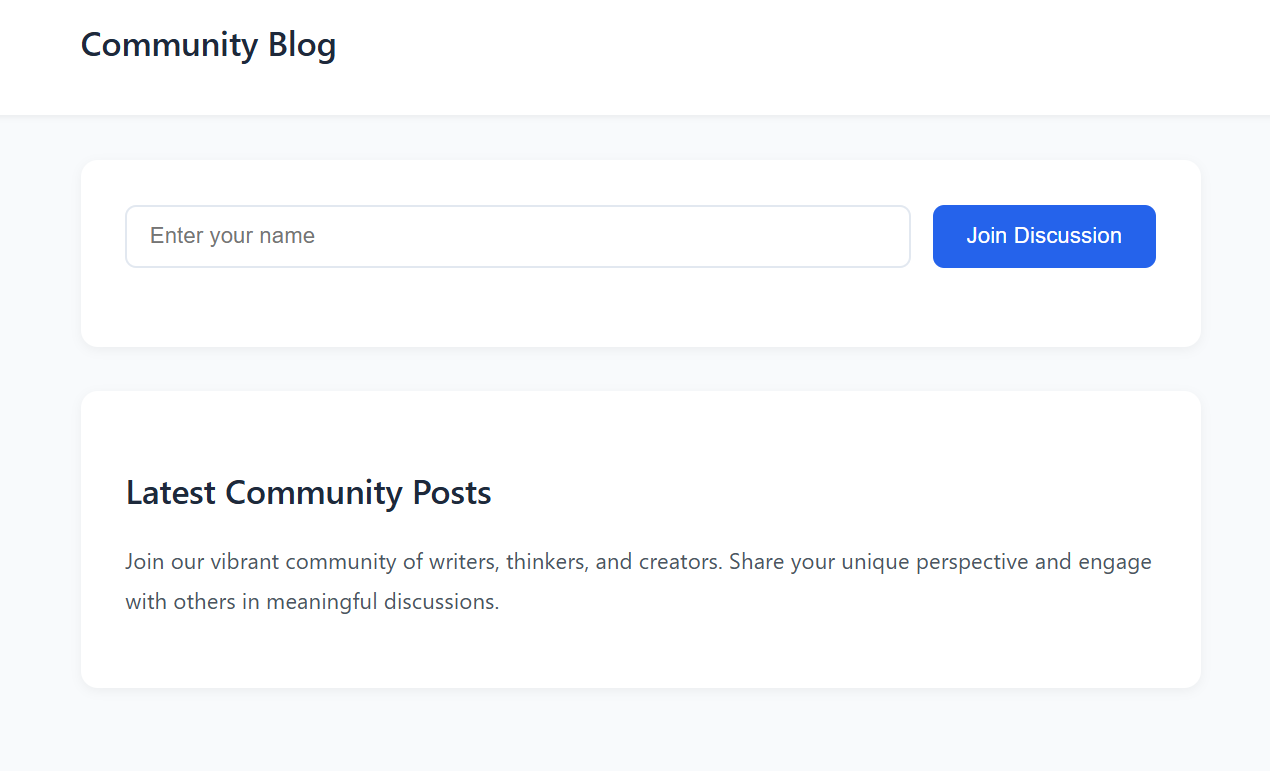 Community Blog
Enter your name
Join Discussion
Latest Community Posts
Join our vibrant community of writers, thinkers, and creators. Share your unique perspective and engage
with others in meaningful discussions.